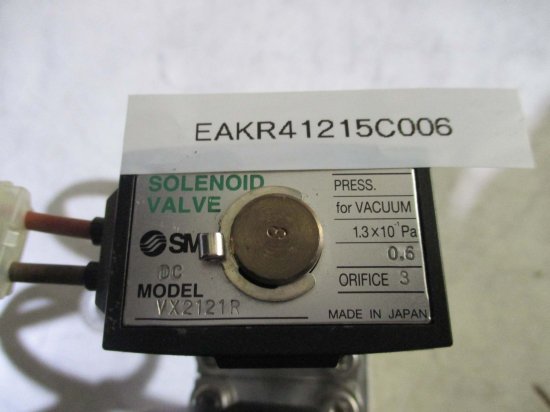 EAKR41215C006
SOLENOID
VALVE
SM
DC
MODEL
VX2121R
PRESS.
for VACUUM
1.3×10⁻¹ Pa
0.6
ORIFICE 3
MADE IN JAPAN